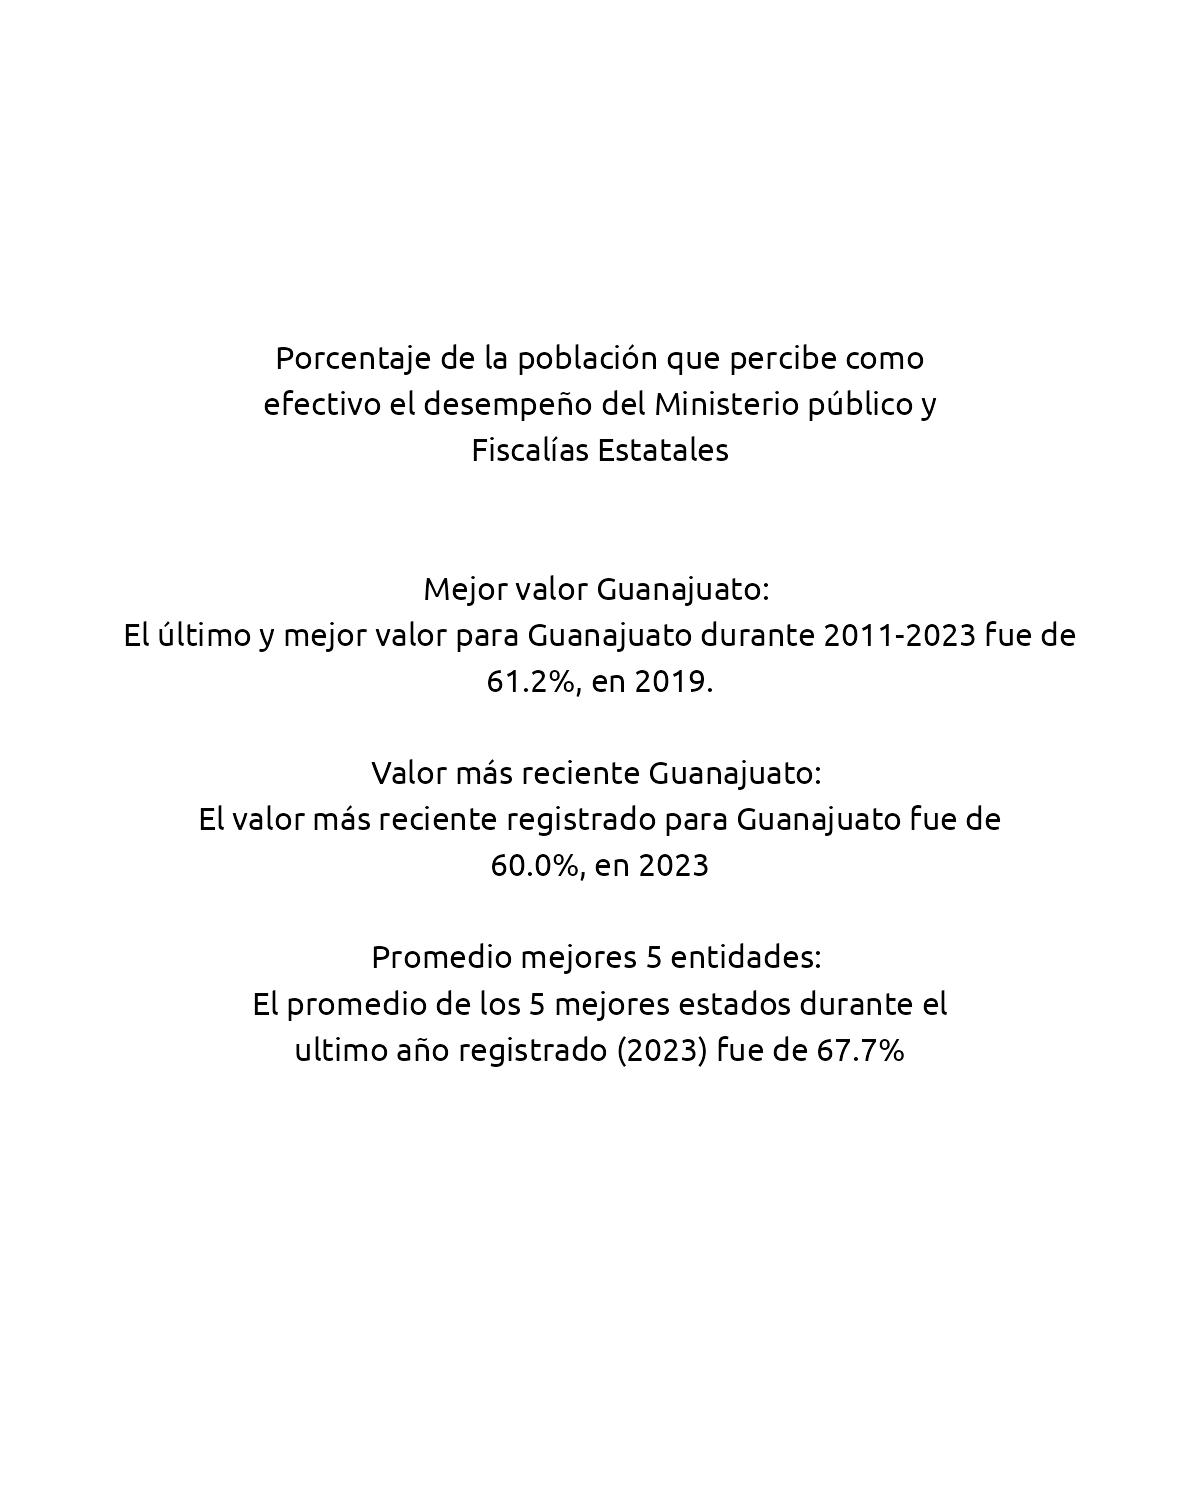 Porcentaje de la población que percibe como
efectivo el desempeño del Ministerio público y
Fiscalías Estatales
Mejor valor Guanajuato:
El último y mejor valor para Guanajuato durante 2011-2023 fue de
61.2%, en 2019.
Valor más reciente Guanajuato:
El valor más reciente registrado para Guanajuato fue de
60.0%, en 2023
Promedio mejores 5 entidades:
El promedio de los 5 mejores estados durante el
ultimo año registrado (2023) fue de 67.7%